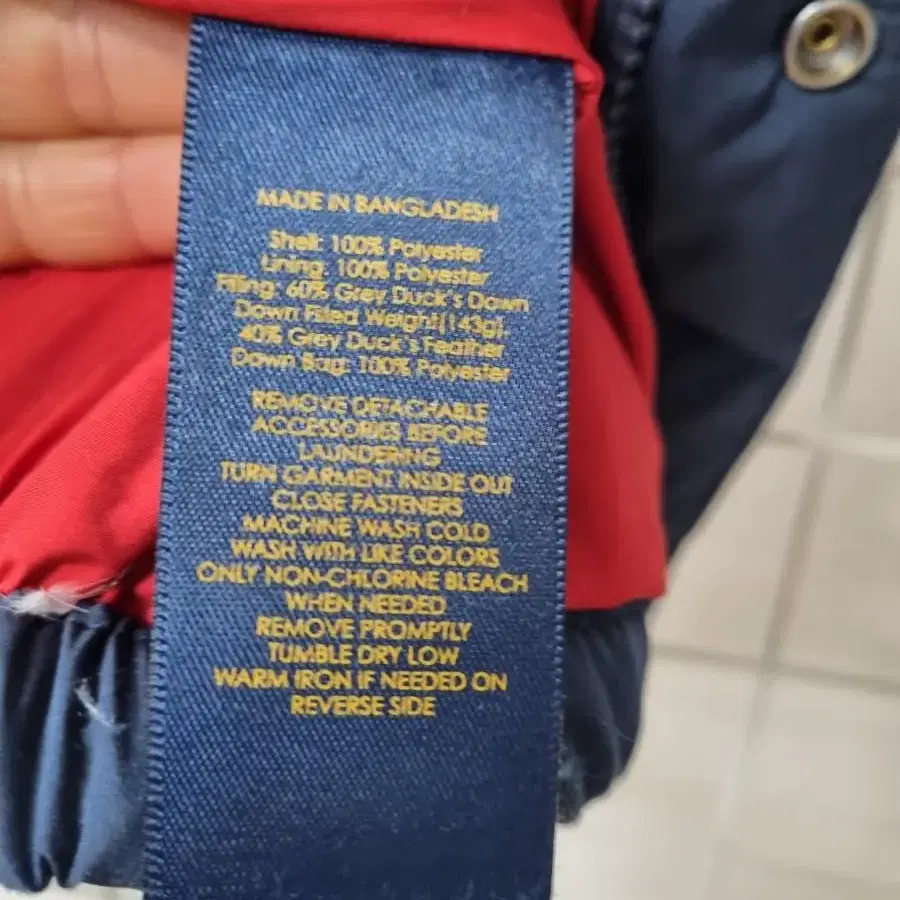 MADE IN BANGLADESH
Shell: 100% Polyester
Lining: 100% Polyester
Filling: 60% Grey Duck's Down
Down Filled Weight(143g),
40% Grey Duck's Feather
Down Bag: 100% Polyester
REMOVE DETACHABLE
ACCESSORIES BEFORE
LAUNDERING
TURN GARMENT INSIDE OUT
CLOSE FASTENERS
MACHINE WASH COLD
WASH WITH LIKE COLORS
ONLY NON-CHLORINE BLEACH
WHEN NEEDED
REMOVE PROMPTLY
TUMBLE DRY LOW
WARM IRON IF NEEDED ON
REVERSE SIDE